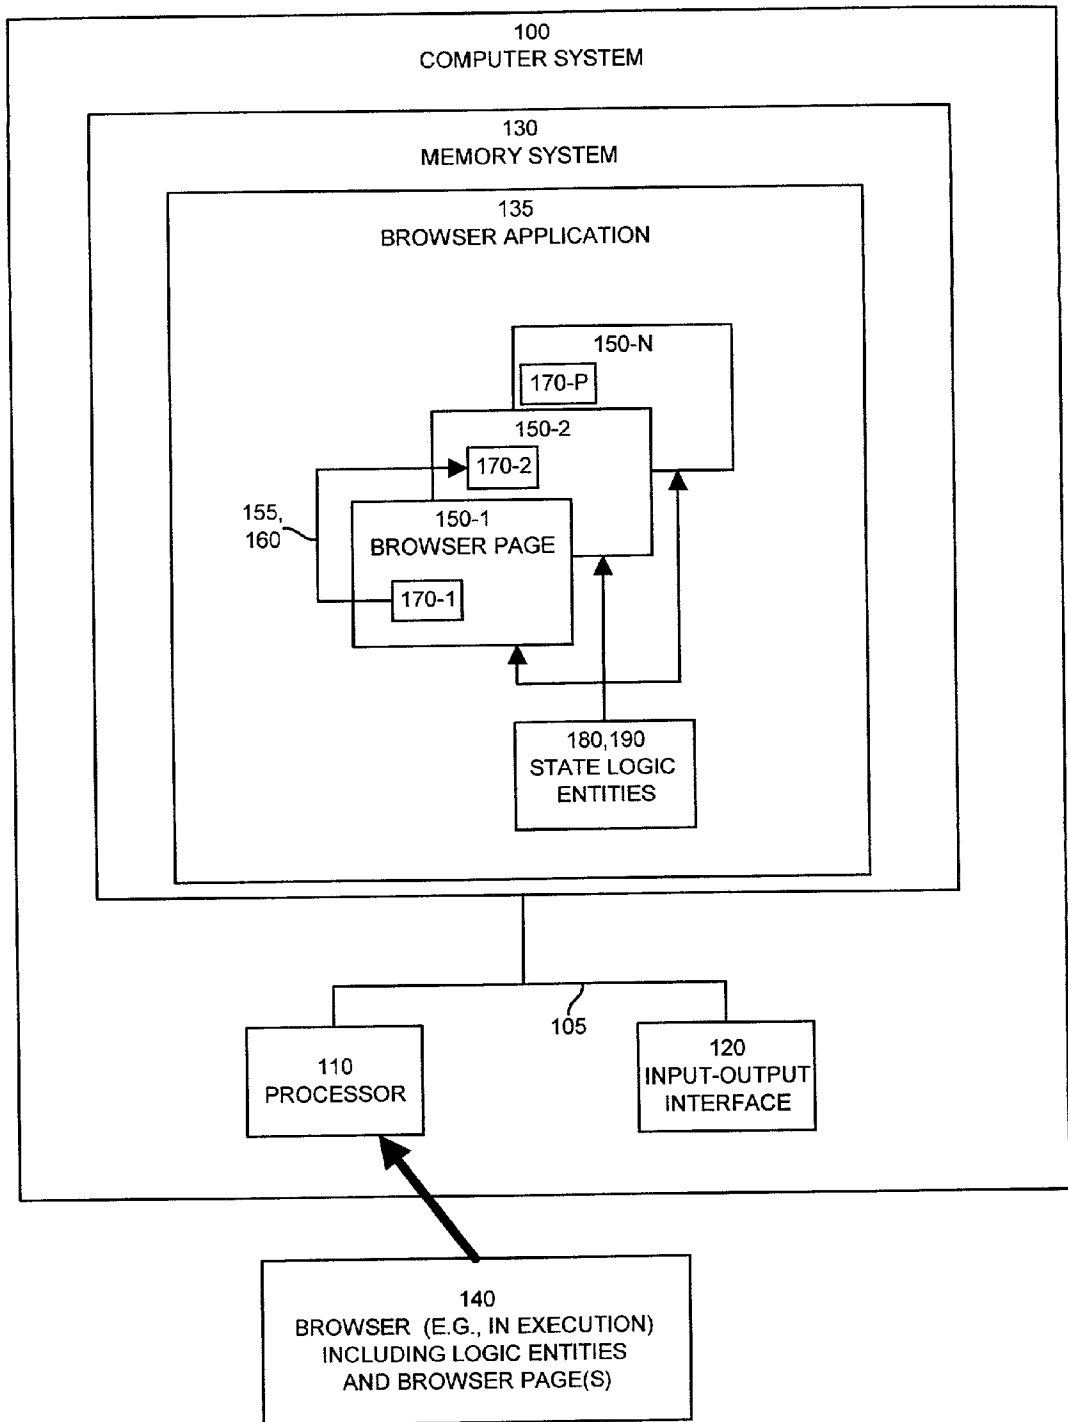 100
COMPUTER SYSTEM
130
MEMORY SYSTEM
135
BROWSER APPLICATION
150-N
170-P
150-2
170-2
155,
160
150-1
BROWSER PAGE
170-1
180,190
STATE LOGIC
ENTITIES
105
110
PROCESSOR
120
INPUT-OUTPUT
INTERFACE
140
BROWSER (E.G., IN EXECUTION)
INCLUDING LOGIC ENTITIES
AND BROWSER PAGE(S)